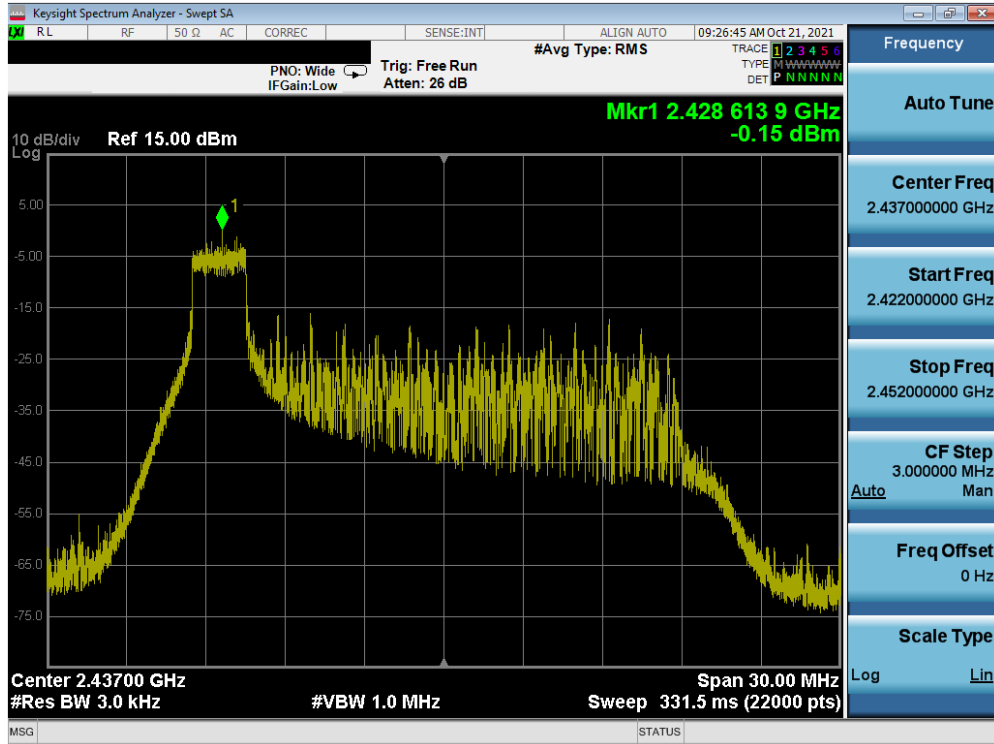 Keysight Spectrum Analyzer - Swept SA
LXI RL RF 50 Ω AC CORREC SENSE:INT ALIGN AUTO 09:26:45 AM Oct 21, 2021
PNO: Wide
IFGain:Low
Trig: Free Run
Atten: 26 dB
#Avg Type: RMS
TRACE 1 2 3 4 5 6
TYPE M WWWWW
DET P N N N N N
Mkr1 2.428 613 9 GHz
-0.15 dBm
10 dB/div Ref 15.00 dBm
Log
1
5.00
-5.00
-15.0
-25.0
-35.0
-45.0
-55.0
-65.0
-75.0
Center 2.43700 GHz Span 30.00 MHz
#Res BW 3.0 kHz #VBW 1.0 MHz Sweep 331.5 ms (22000 pts)
MSG STATUS
Frequency
Auto Tune
Center Freq
2.437000000 GHz
Start Freq
2.422000000 GHz
Stop Freq
2.452000000 GHz
CF Step
3.000000 MHz
Auto Man
Freq Offset
0 Hz
Scale Type
Log Lin